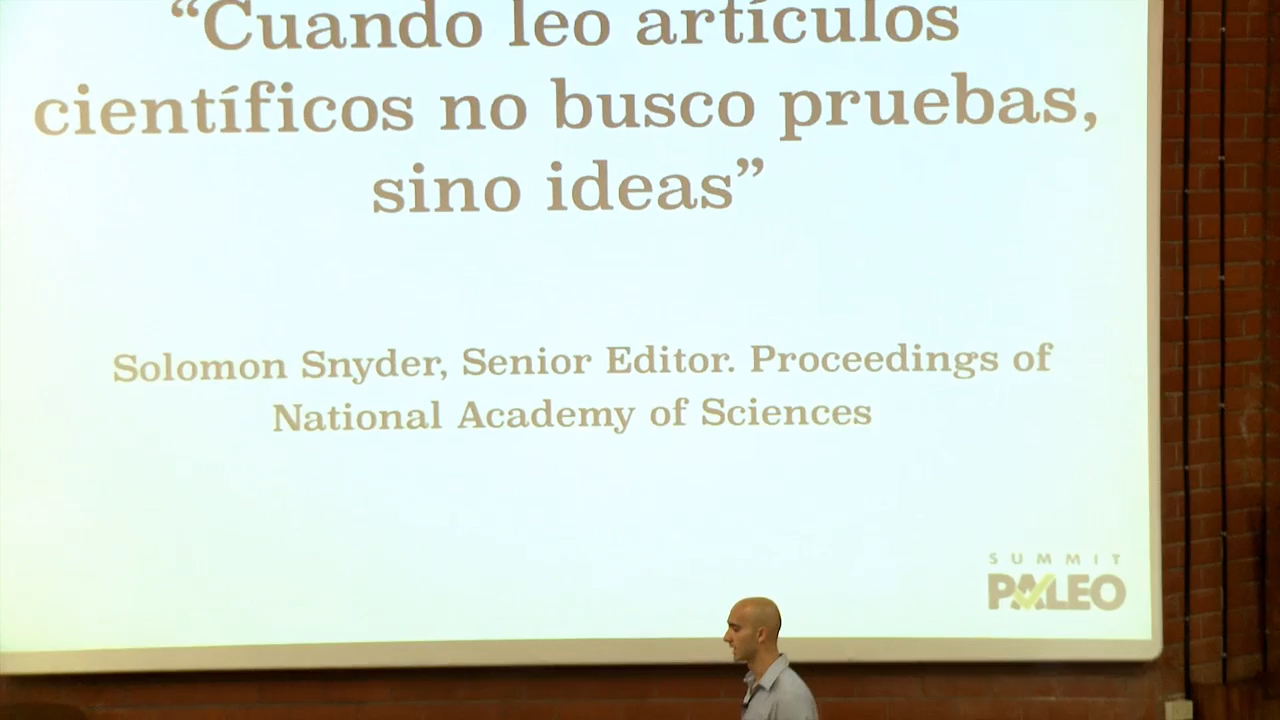 “Cuando leo artículos
científicos no busco pruebas,
sino ideas”
Solomon Snyder, Senior Editor. Proceedings of
National Academy of Sciences
SUMMIT
PALEO